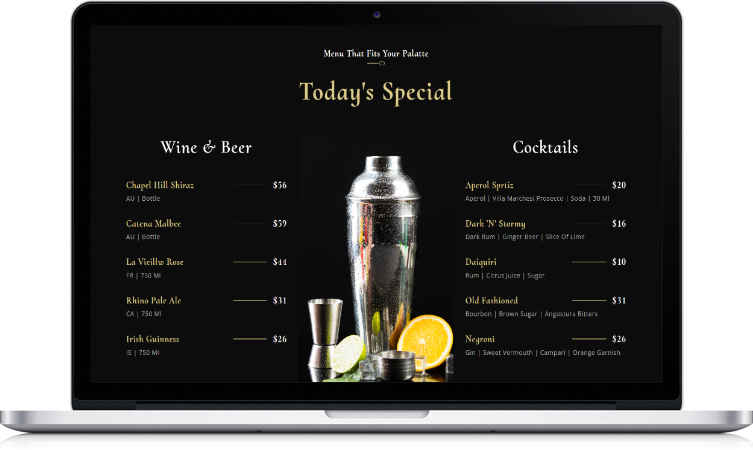 Menu That Fits Your Palatte
Today's Special
Wine & Beer
Chapel Hill Shiraz $56
AU | Bottle
Catena Malbee $59
AU | Bottle
La Vieillw Rose $44
FR | 750 Ml
Rhino Pale Ale $31
CA | 750 Ml
Irish Guinness $26
IE | 750 Ml
Cocktails
Aperol Sprtiz $20
Aperol | Villa Marchesi Prosecco | Soda | 30 Ml
Dark 'N' Stormy $16
Dark Rum | Ginger Beer | Slice Of Lime
Daiquiri $10
Rum | Citrus Juice | Sugar
Old Fashioned $31
Bourbon | Brown Sugar | Angostura Bitters
Negroni $26
Gin | Sweet Vermouth | Campari | Orange Garnish